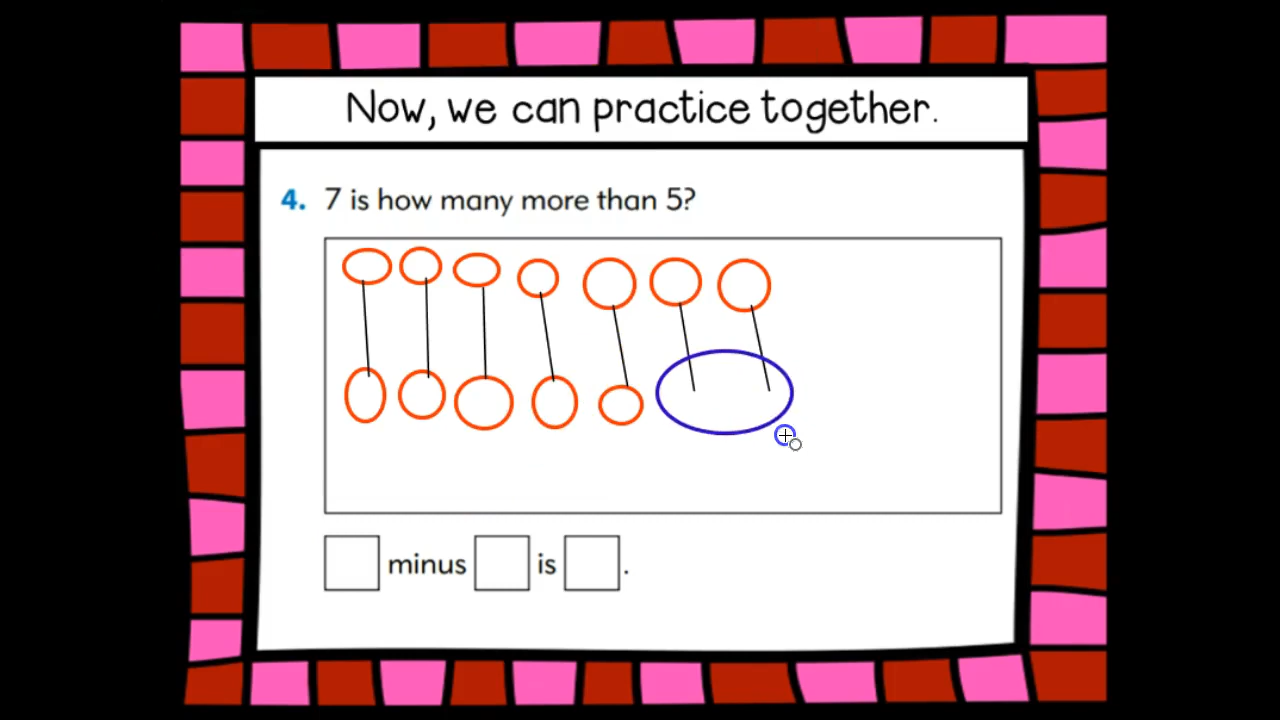 Now, we can practice together.
4. 7 is how many more than 5?
minus is .